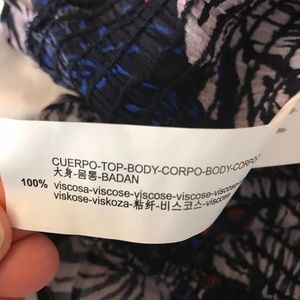 CUERPO-TOP-BODY-CORPO-BODY-CORPO-
大身-몸통-BADAN
100% viscosa-viscose-viscose-viscose-viscose-
viskose-viskoza-粘纤-비스코스-viscose